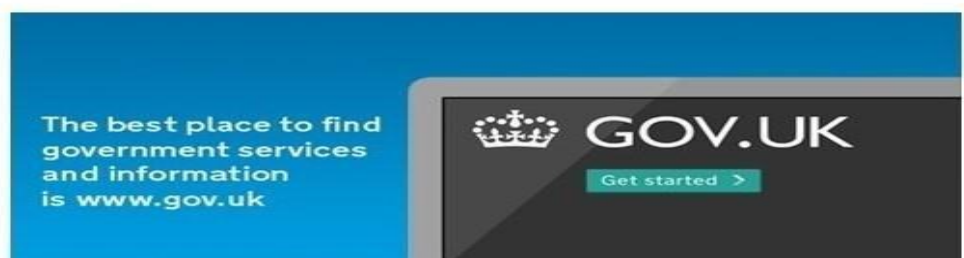 The best place to find
government services
and information
is www.gov.uk
GOV.UK
Get started >